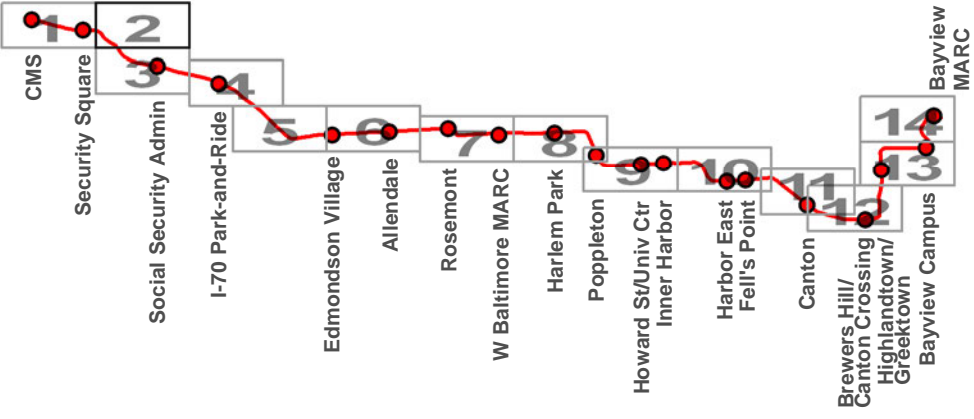 1
2
3
4
5
6
7
8
9
10
11
12
13
14
CMS
Security Square
Social Security Admin
I-70 Park-and-Ride
Edmondson Village
Allendale
Rosemont
W Baltimore MARC
Harlem Park
Poppleton
Howard St/Univ Ctr
Inner Harbor
Harbor East
Fell's Point
Canton
Brewers Hill/
Canton Crossing
Highlandtown/
Greektown
Bayview Campus
Bayview
MARC